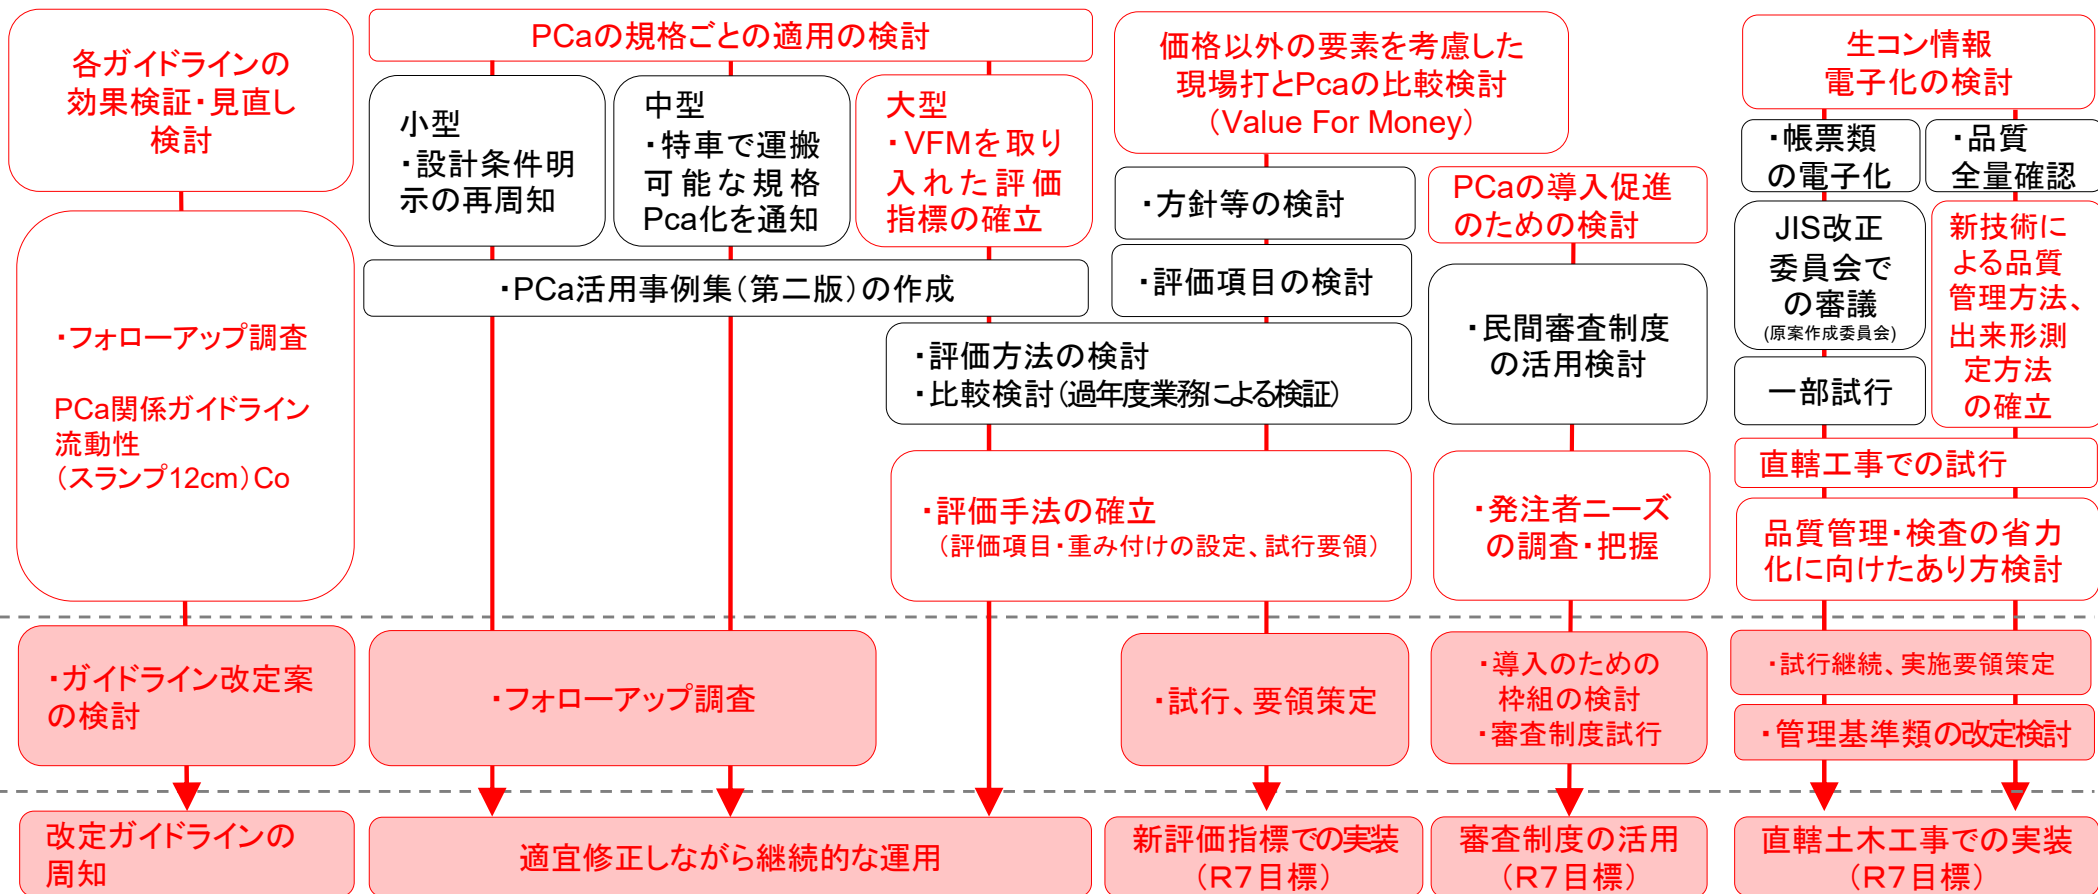 各ガイドラインの
効果検証・見直し
検討
・フォローアップ調査
PCa関係ガイドライン
流動性
(スランプ12cm)Co
・ガイドライン改定案
の検討
改定ガイドラインの
周知
PCaの規格ごとの適用の検討
小型
・設計条件明
示の再周知
中型
・特車で運搬
可能な規格
Pca化を通知
大型
・VFMを取り
入れた評価
指標の確立
・PCa活用事例集(第二版)の作成
・フォローアップ調査
適宜修正しながら継続的な運用
価格以外の要素を考慮した
現場打とPcaの比較検討
(Value For Money)
・方針等の検討
・評価項目の検討
・評価方法の検討
・比較検討(過年度業務による検証)
・評価手法の確立
(評価項目・重み付けの設定、試行要領)
・試行、要領策定
新評価指標での実装
(R7目標)
PCaの導入促進
のための検討
・民間審査制度
の活用検討
・発注者ニーズ
の調査・把握
・導入のための
枠組の検討
・審査制度試行
審査制度の活用
(R7目標)
生コン情報
電子化の検討
・帳票類
の電子化
・品質
全量確認
JIS改正
委員会で
の審議
(原案作成委員会)
一部試行
新技術に
よる品質
管理方法、
出来形測
定方法
の確立
直轄工事での試行
品質管理・検査の省力
化に向けたあり方検討
・試行継続、実施要領策定
・管理基準類の改定検討
直轄土木工事での実装
(R7目標)